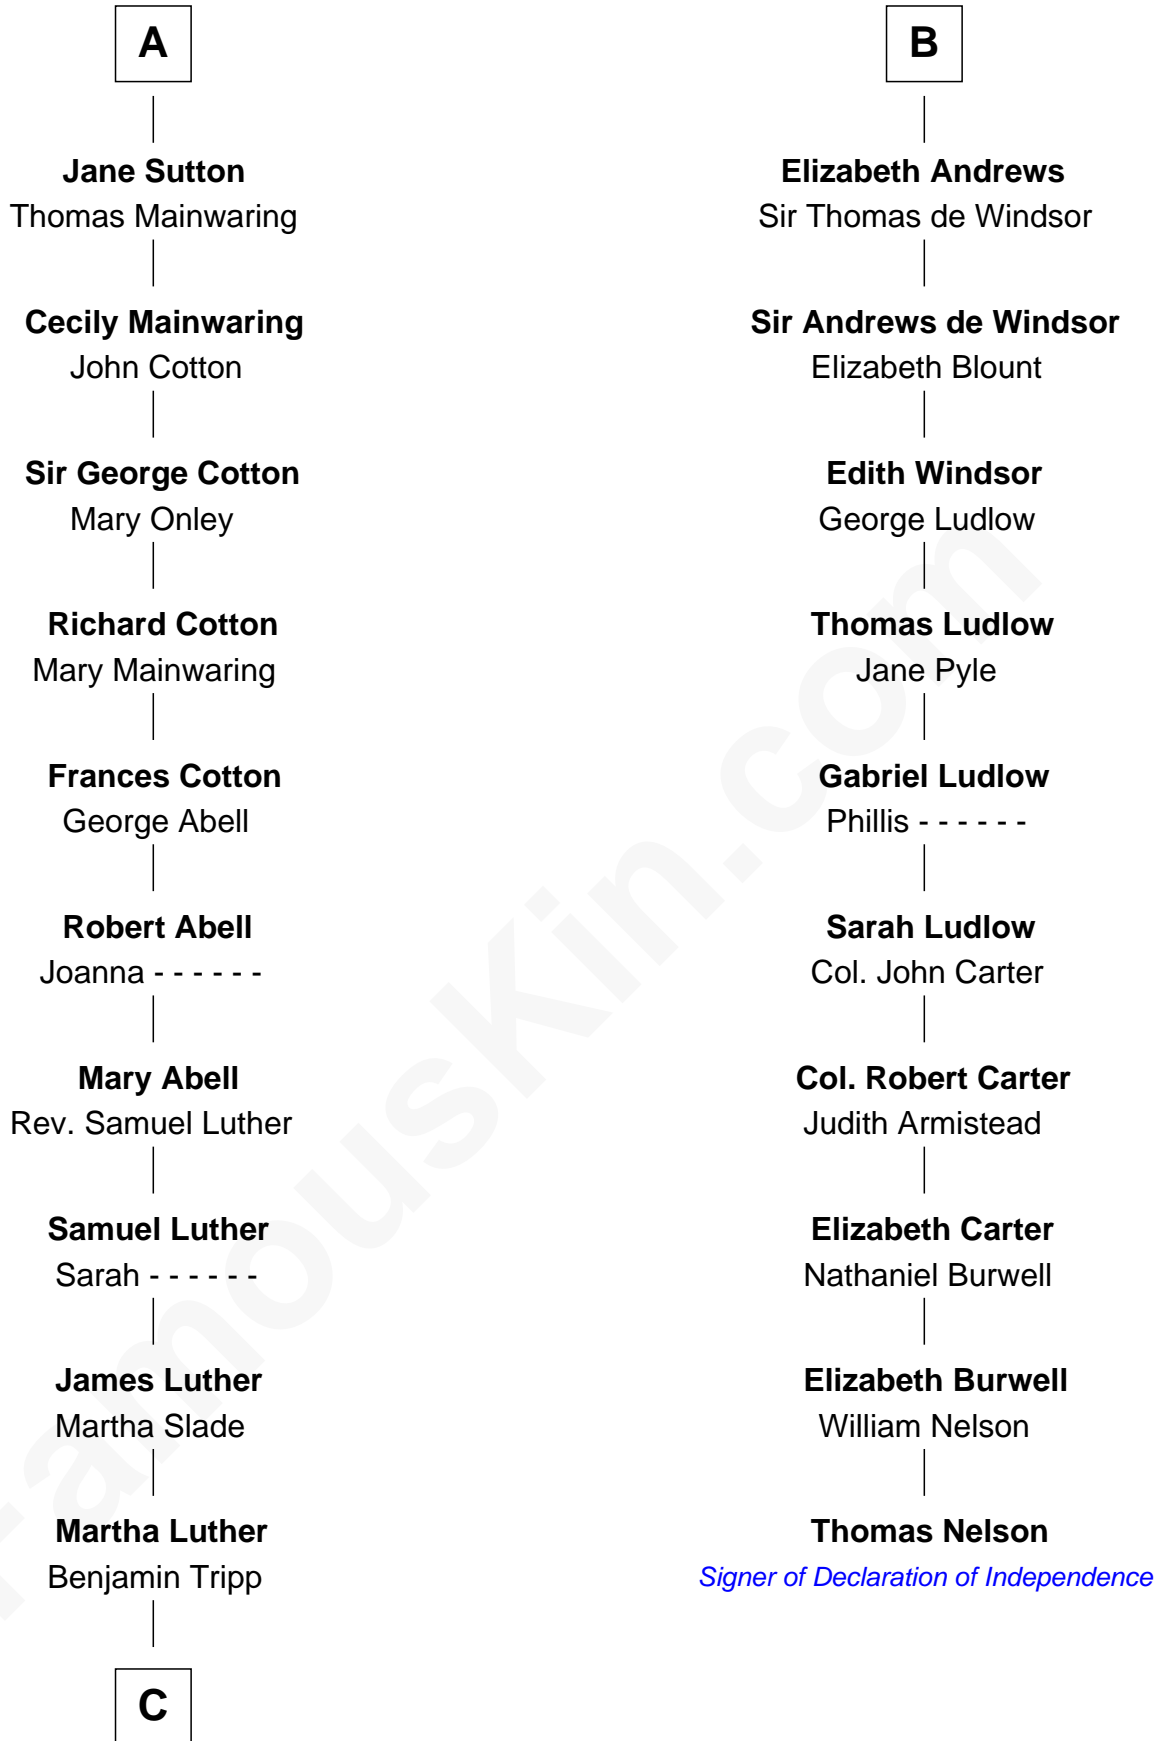 A
Jane Sutton
Thomas Mainwaring
Cecily Mainwaring
John Cotton
Sir George Cotton
Mary Onley
Richard Cotton
Mary Mainwaring
Frances Cotton
George Abell
Robert Abell
Joanna - - - - - -
Mary Abell
Rev. Samuel Luther
Samuel Luther
Sarah - - - - - -
James Luther
Martha Slade
Martha Luther
Benjamin Tripp
C
B
Elizabeth Andrews
Sir Thomas de Windsor
Sir Andrews de Windsor
Elizabeth Blount
Edith Windsor
George Ludlow
Thomas Ludlow
Jane Pyle
Gabriel Ludlow
Phillis - - - - - -
Sarah Ludlow
Col. John Carter
Col. Robert Carter
Judith Armistead
Elizabeth Carter
Nathaniel Burwell
Elizabeth Burwell
William Nelson
Thomas Nelson
Signer of Declaration of Independence
FamousKin.com